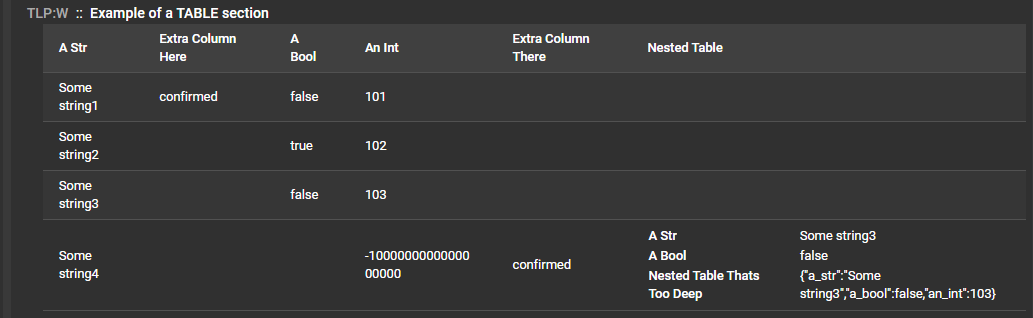 TLP:W :: Example of a TABLE section
A Str Extra Column Here A Bool An Int Extra Column There Nested Table
Some string1 confirmed false 101
Some string2 true 102
Some string3 false 103
Some string4 -1000000000000000000 confirmed
A Str Some string3
A Bool false
Nested Table Thats Too Deep {"a_str":"Some string3","a_bool":false,"an_int":103}